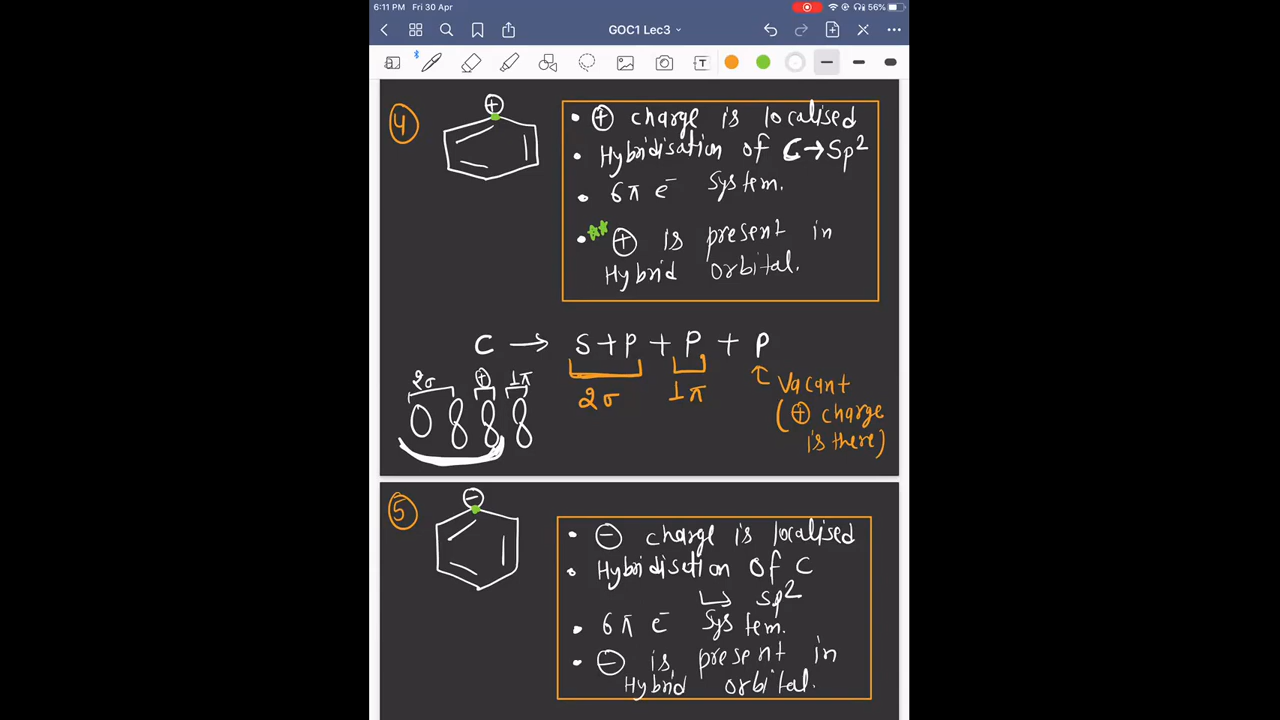 6:11 PM Fri 30 Apr
56%
GOC1 Lec3
T
4
⊕
• ⊕ charge is localised
• Hybridisation of C → Sp²
• 6π e⁻ system.
• ** ⊕ is present in
Hybrid orbital.
C → S + P + P + P
2σ ⊕ 1π
2σ 1π
Vacant
(⊕ charge
is there)
5
⊖
• ⊖ charge is localised
• Hybridisation of C
↳ sp²
• 6π e⁻ System.
• ⊖ is present in
Hybrid orbital.